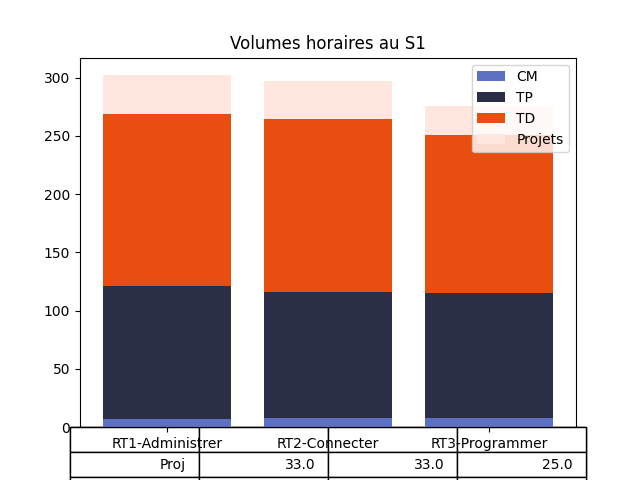 Volumes horaires au S1
CM
TP
TD
Projets
300
250
200
150
100
50
0
RT1-Administrer RT2-Connecter RT3-Programmer
Proj 33.0 33.0 25.0